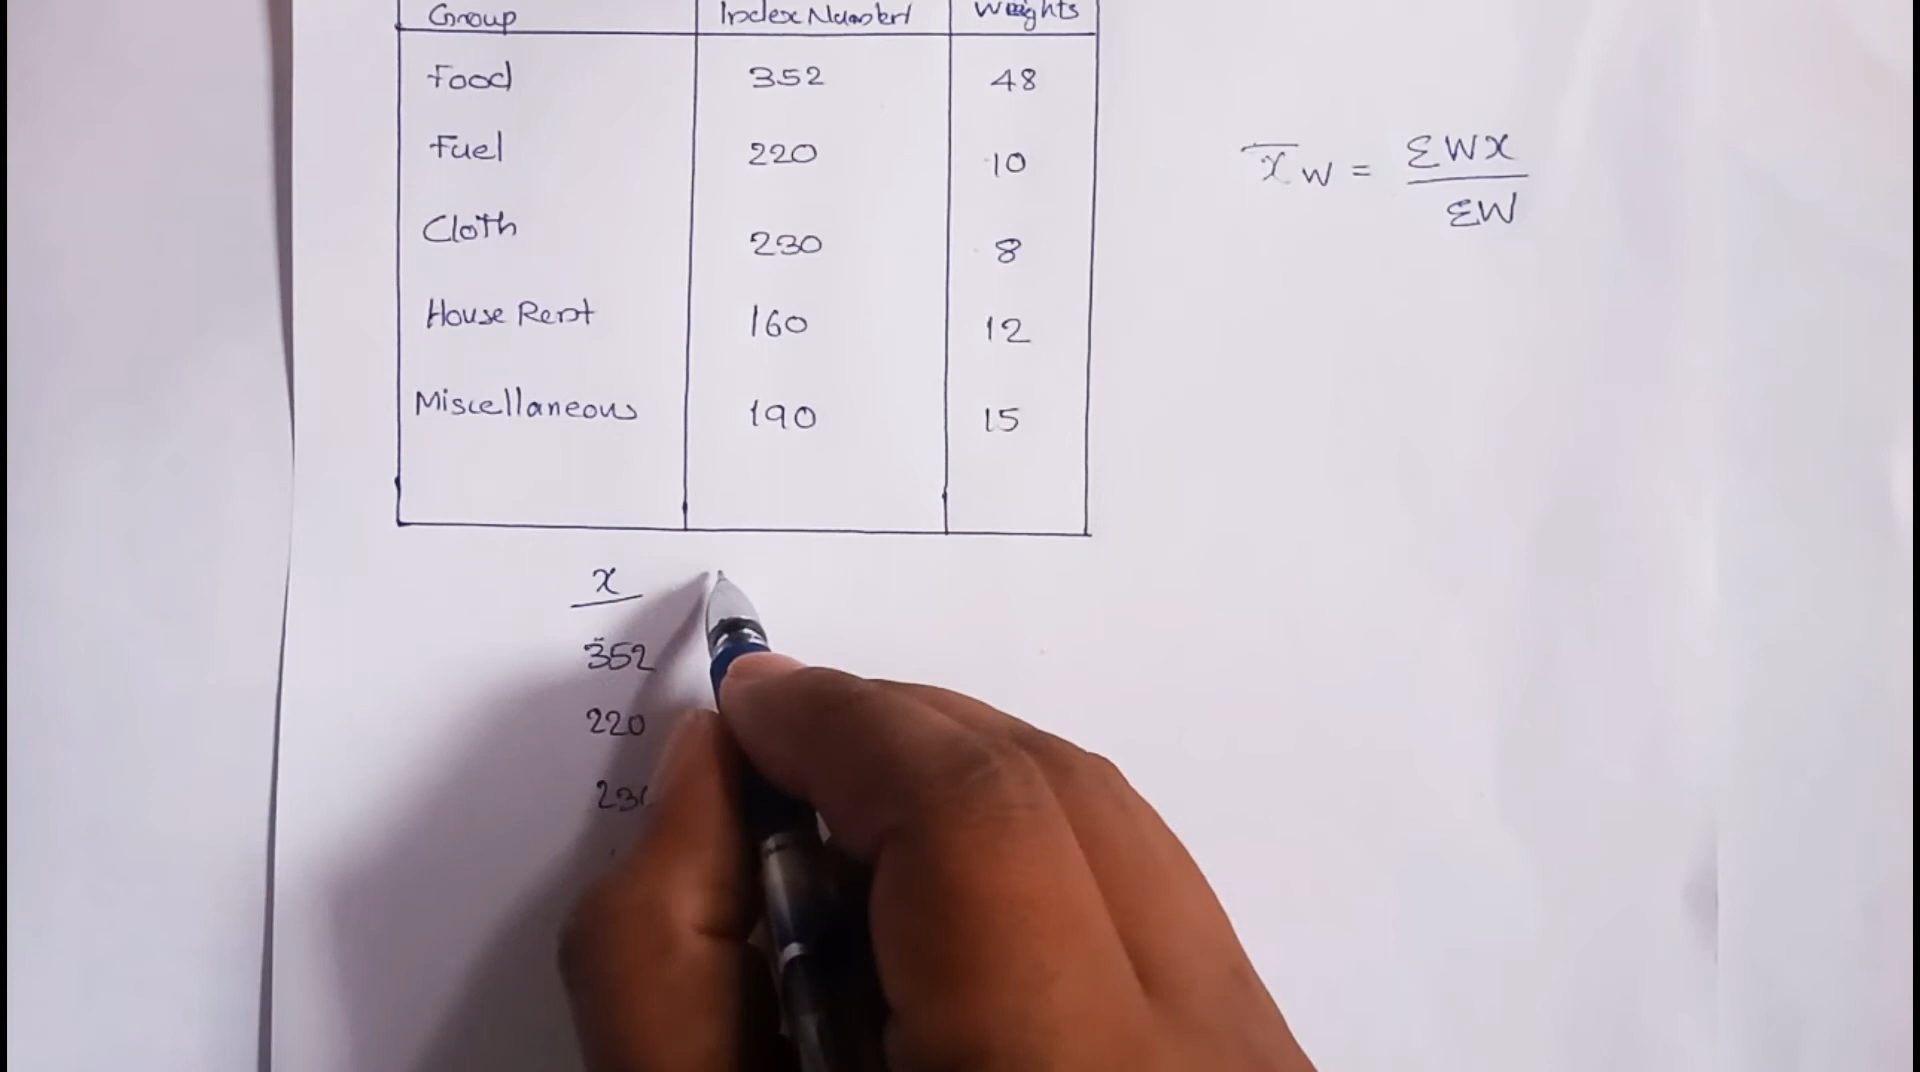 Group Index Number Weights
Food 352 48
Fuel 220 10
Cloth 230 8
House Rent 160 12
Miscellaneous 190 15
x̄w = ΣWx / ΣW
x
352
220